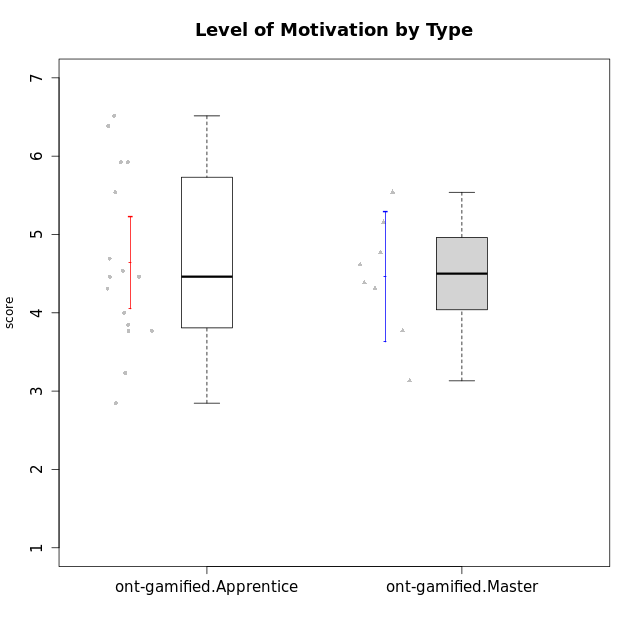 Level of Motivation by Type
7
6
5
4
3
2
1
score
ont-gamified.Apprentice
ont-gamified.Master